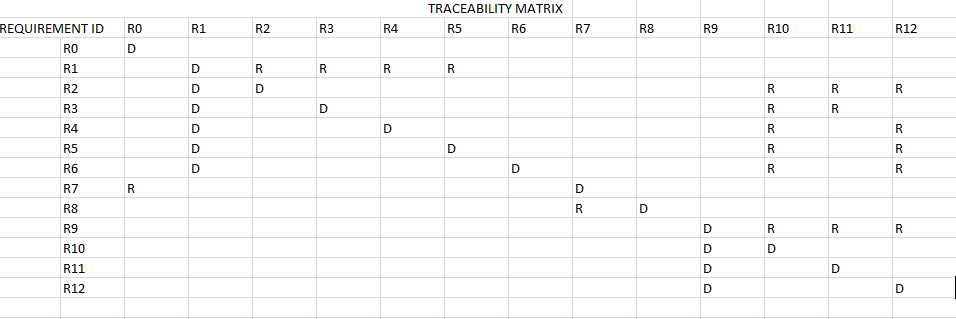 TRACEABILITY MATRIX
REQUIREMENT ID R0 R1 R2 R3 R4 R5 R6 R7 R8 R9 R10 R11 R12
R0 D
R1 D R R R R
R2 D D R R R
R3 D D R R
R4 D D R R
R5 D D R R
R6 D D R R
R7 R D
R8 R D
R9 D R R R
R10 D D
R11 D D
R12 D D